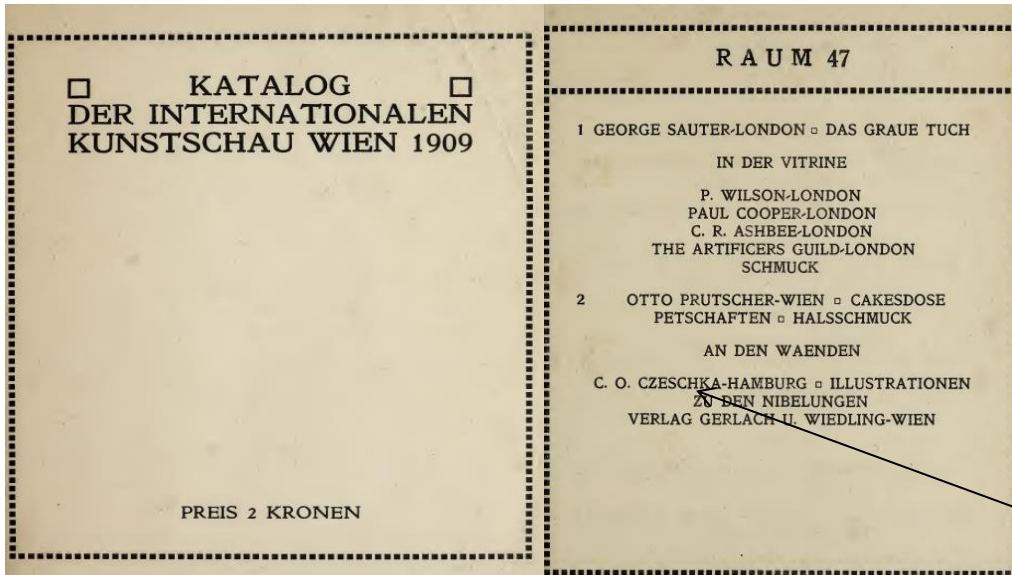 KATALOG
DER INTERNATIONALEN
KUNSTSCHAU WIEN 1909
PREIS 2 KRONEN
RAUM 47
1 GEORGE SAUTER-LONDON ▫ DAS GRAUE TUCH
IN DER VITRINE
P. WILSON-LONDON
PAUL COOPER-LONDON
C. R. ASHBEE-LONDON
THE ARTIFICERS GUILD-LONDON
SCHMUCK
2 OTTO PRUTSCHER-WIEN ▫ CAKESDOSE
PETSCHAFTEN ▫ HALSSCHMUCK
AN DEN WAENDEN
C. O. CZESCHKA-HAMBURG ▫ ILLUSTRATIONEN
ZU DEN NIBELUNGEN
VERLAG GERLACH U. WIEDLING-WIEN